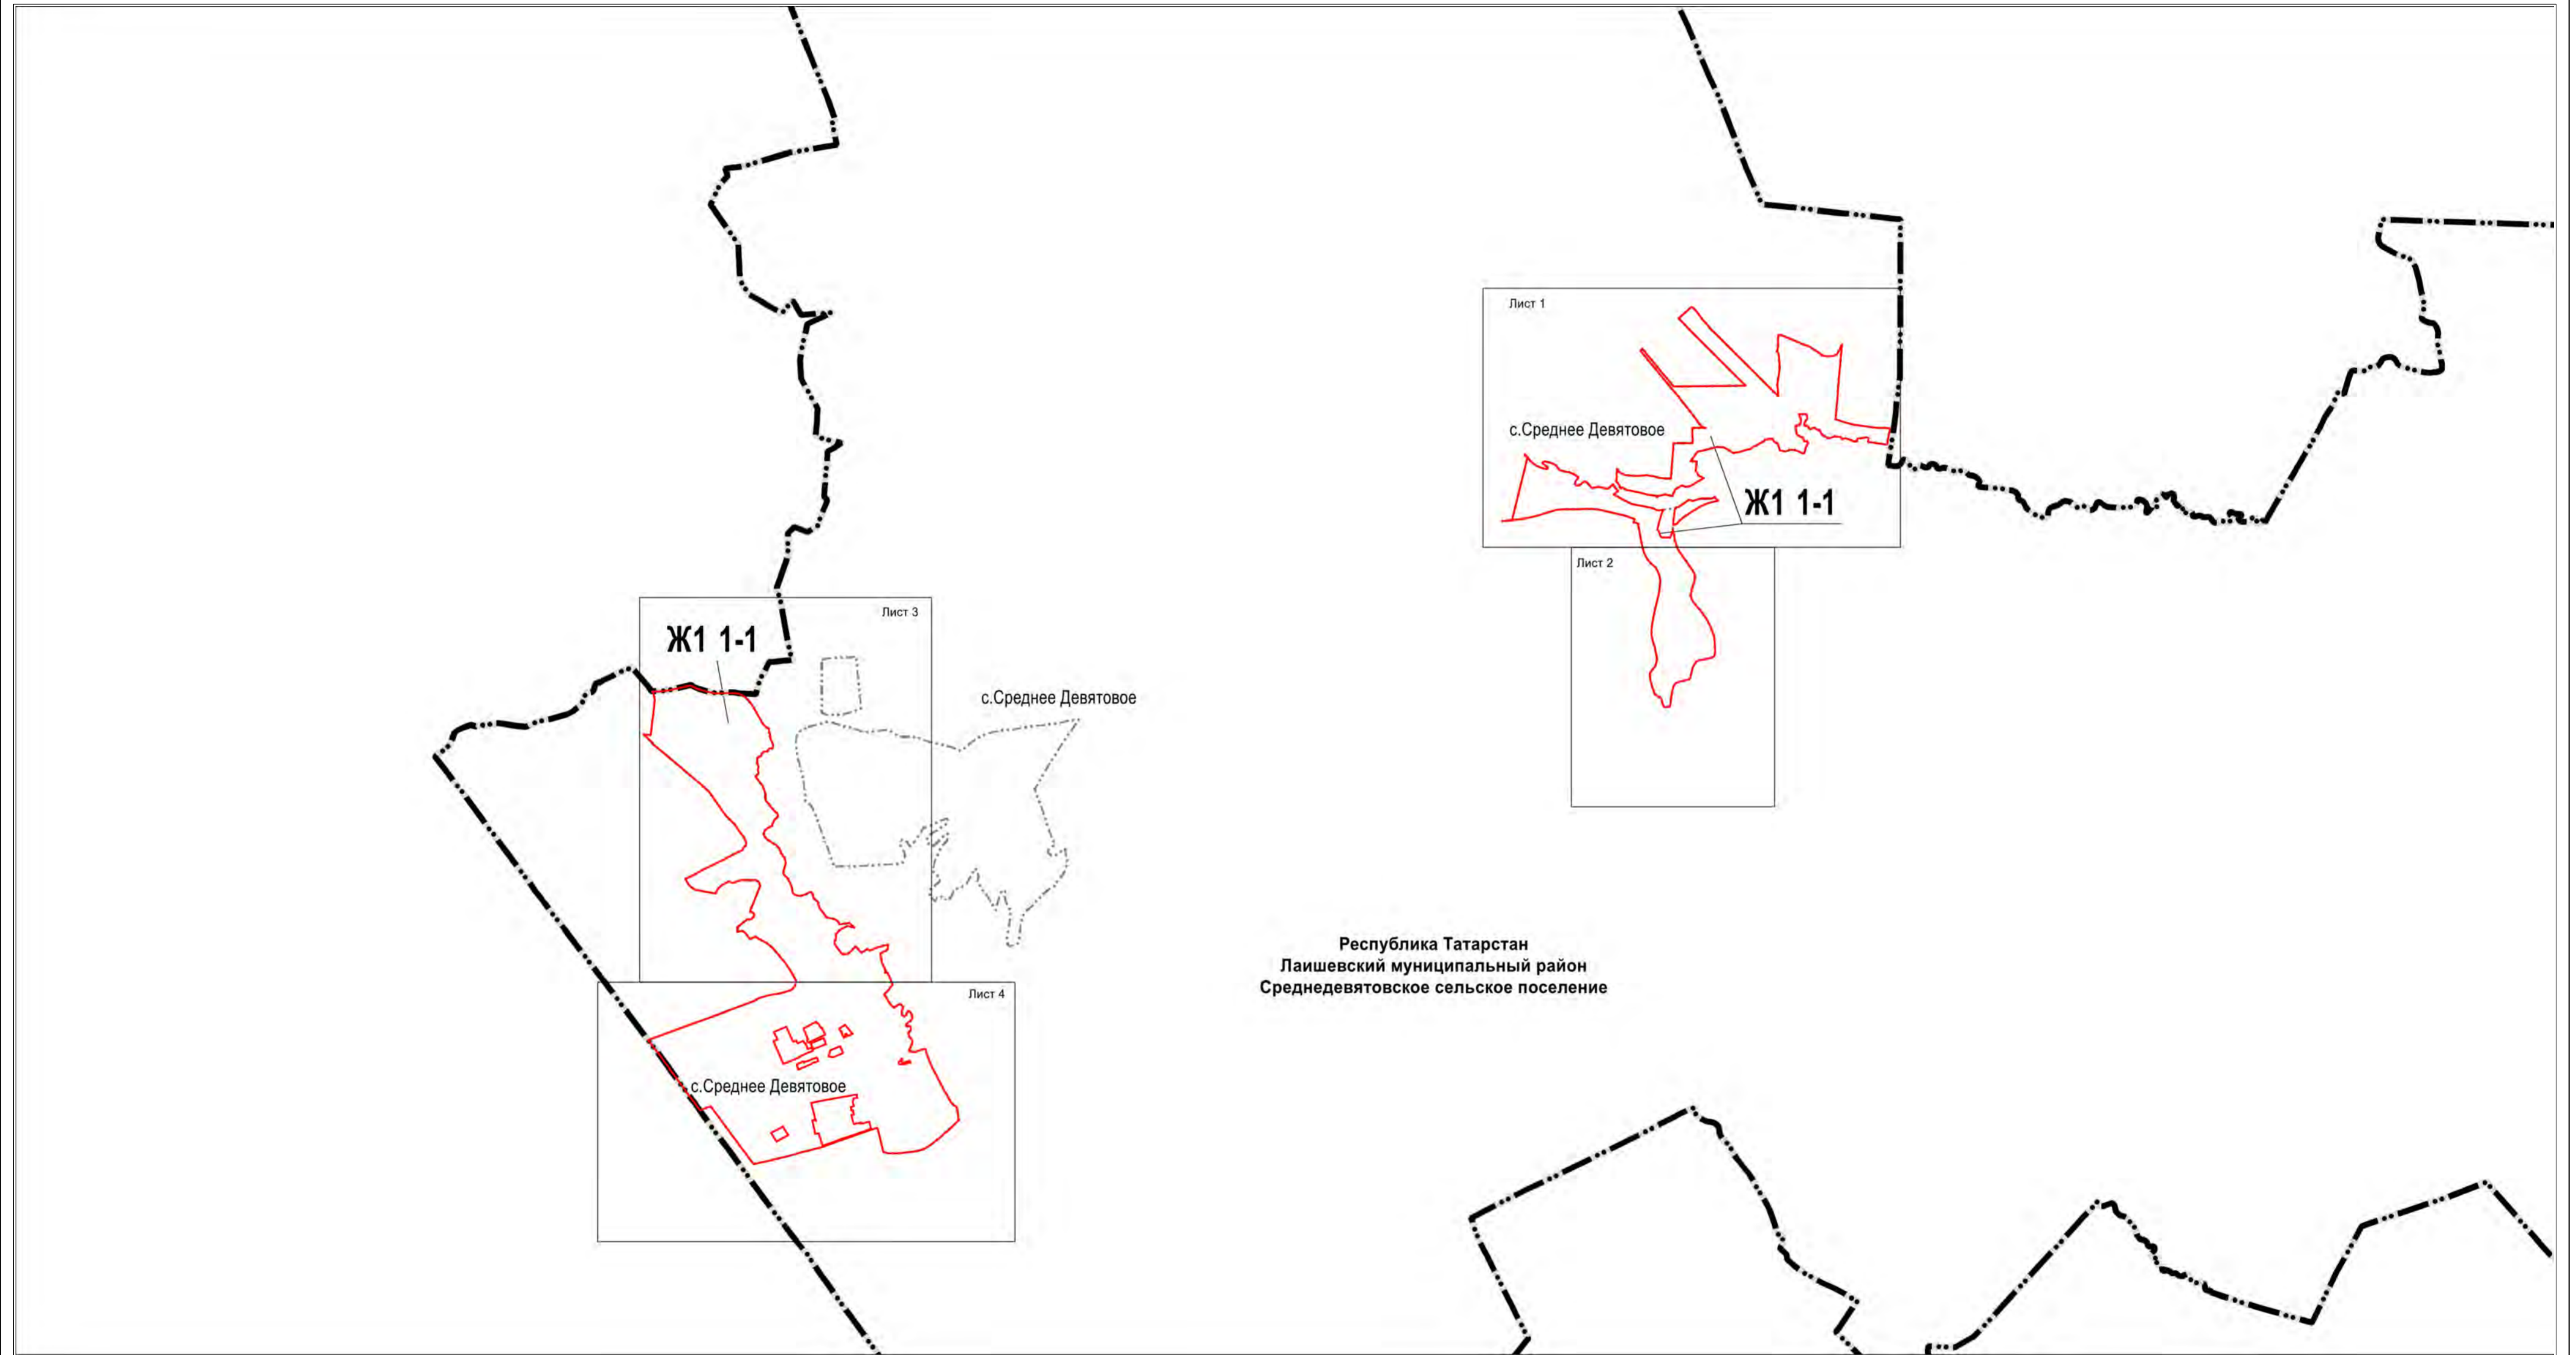 Лист 1
с.Среднее Девятовое
Ж1 1-1
Лист 2
Лист 3
Ж1 1-1
с.Среднее Девятовое
Республика Татарстан
Лаишевский муниципальный район
Среднедевятовское сельское поселение
Лист 4
с.Среднее Девятовое